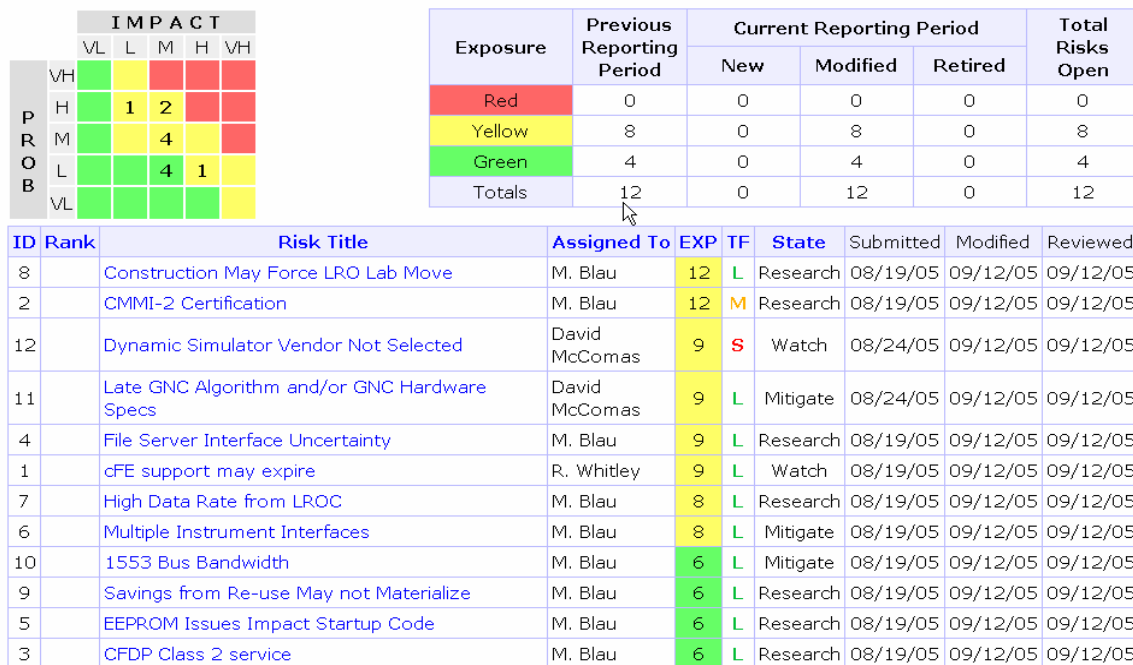 IMPACT
VL L M H VH
PROB
VH
H 1 2
M 4
L 4 1
VL
Exposure Previous Reporting Period Current Reporting Period Total Risks Open
New Modified Retired
Red 0 0 0 0 0
Yellow 8 0 8 0 8
Green 4 0 4 0 4
Totals 12 0 12 0 12
ID Rank Risk Title Assigned To EXP TF State Submitted Modified Reviewed
8 Construction May Force LRO Lab Move M. Blau 12 L Research 08/19/05 09/12/05 09/12/05
2 CMMI-2 Certification M. Blau 12 M Research 08/19/05 09/12/05 09/12/05
12 Dynamic Simulator Vendor Not Selected David McComas 9 S Watch 08/24/05 09/12/05 09/12/05
11 Late GNC Algorithm and/or GNC Hardware Specs David McComas 9 L Mitigate 08/24/05 09/12/05 09/12/05
4 File Server Interface Uncertainty M. Blau 9 L Research 08/19/05 09/12/05 09/12/05
1 cFE support may expire R. Whitley 9 L Watch 08/19/05 09/12/05 09/12/05
7 High Data Rate from LROC M. Blau 8 L Research 08/19/05 09/12/05 09/12/05
6 Multiple Instrument Interfaces M. Blau 8 L Mitigate 08/19/05 09/12/05 09/12/05
10 1553 Bus Bandwidth M. Blau 6 L Mitigate 08/19/05 09/12/05 09/12/05
9 Savings from Re-use May not Materialize M. Blau 6 L Research 08/19/05 09/12/05 09/12/05
5 EEPROM Issues Impact Startup Code M. Blau 6 L Research 08/19/05 09/12/05 09/12/05
3 CFDP Class 2 service M. Blau 6 L Research 08/19/05 09/12/05 09/12/05